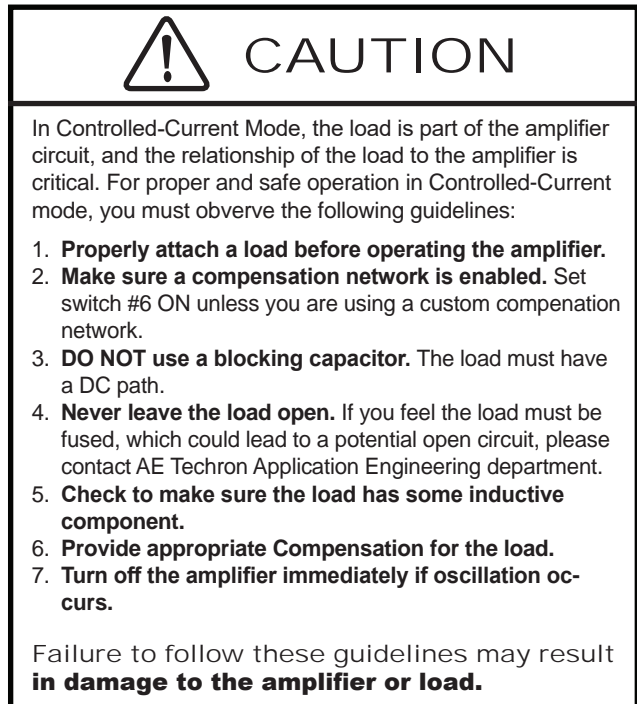 CAUTION
In Controlled-Current Mode, the load is part of the amplifier
circuit, and the relationship of the load to the amplifier is
critical. For proper and safe operation in Controlled-Current
mode, you must obverve the following guidelines:
1. Properly attach a load before operating the amplifier.
2. Make sure a compensation network is enabled. Set
switch #6 ON unless you are using a custom compenation
network.
3. DO NOT use a blocking capacitor. The load must have
a DC path.
4. Never leave the load open. If you feel the load must be
fused, which could lead to a potential open circuit, please
contact AE Techron Application Engineering department.
5. Check to make sure the load has some inductive
component.
6. Provide appropriate Compensation for the load.
7. Turn off the amplifier immediately if oscillation oc-
curs.
Failure to follow these guidelines may result
in damage to the amplifier or load.